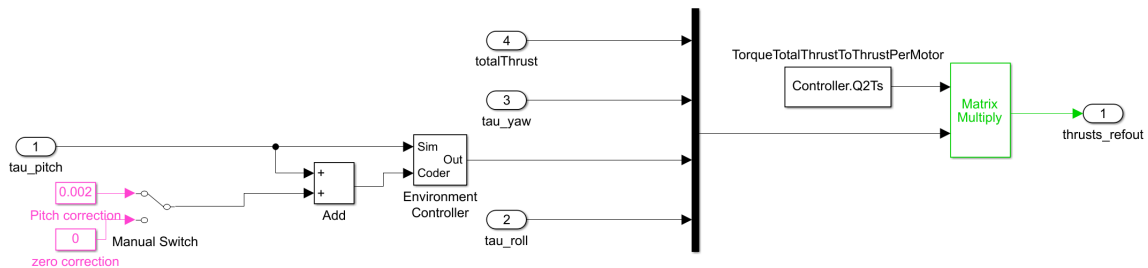 4
totalThrust
TorqueTotalThrustToThrustPerMotor
Controller.Q2Ts
3
tau_yaw
Matrix
Multiply
1
thrusts_refout
1
tau_pitch
Sim
Out
Coder
Environment
Controller
+
+
Add
0.002
Pitch correction
Manual Switch
0
zero correction
2
tau_roll